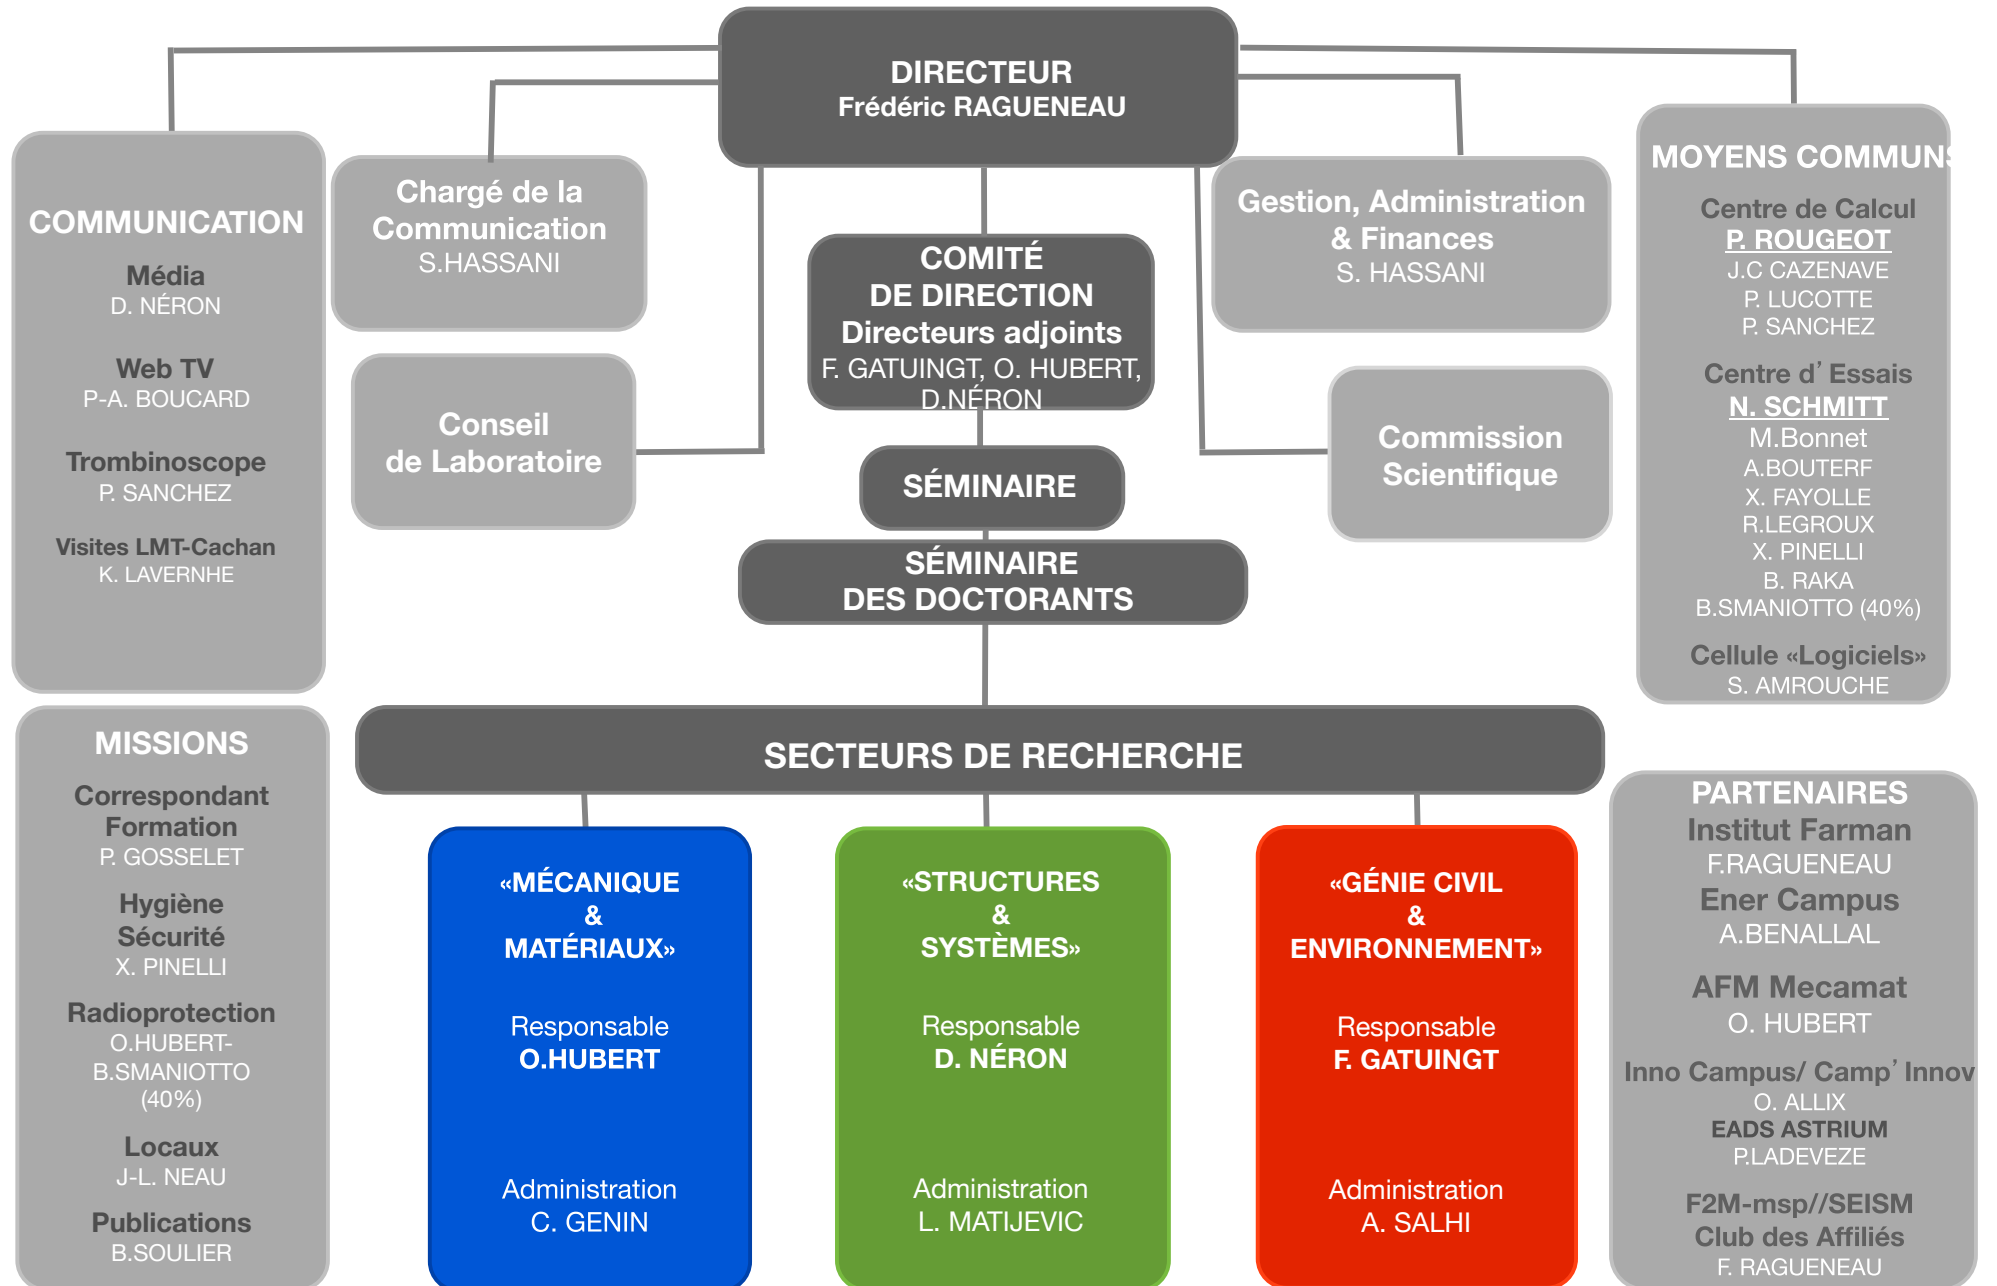 DIRECTEUR
Frédéric RAGUENEAU
COMMUNICATION
Média
D. NÉRON
Web TV
P-A. BOUCARD
Trombinoscope
P. SANCHEZ
Visites LMT-Cachan
K. LAVERNHE
Chargé de la
Communication
S.HASSANI
Conseil
de Laboratoire
COMITÉ
DE DIRECTION
Directeurs adjoints
F. GATUINGT, O. HUBERT,
D.NÉRON
SÉMINAIRE
SÉMINAIRE
DES DOCTORANTS
Gestion, Administration
& Finances
S. HASSANI
Commission
Scientifique
MOYENS COMMUNS
Centre de Calcul
P. ROUGEOT
J.C CAZENAVE
P. LUCOTTE
P. SANCHEZ
Centre d’ Essais
N. SCHMITT
M.Bonnet
A.BOUTERF
X. FAYOLLE
R.LEGROUX
X. PINELLI
B. RAKA
B.SMANIOTTO (40%)
Cellule «Logiciels»
S. AMROUCHE
MISSIONS
Correspondant
Formation
P. GOSSELET
Hygiène
Sécurité
X. PINELLI
Radioprotection
O.HUBERT-
B.SMANIOTTO
(40%)
Locaux
J-L. NEAU
Publications
B.SOULIER
SECTEURS DE RECHERCHE
«MÉCANIQUE
&
MATÉRIAUX»
Responsable
O.HUBERT
Administration
C. GENIN
«STRUCTURES
&
SYSTÈMES»
Responsable
D. NÉRON
Administration
L. MATIJEVIC
«GÉNIE CIVIL
&
ENVIRONNEMENT»
Responsable
F. GATUINGT
Administration
A. SALHI
PARTENAIRES
Institut Farman
F.RAGUENEAU
Ener Campus
A.BENALLAL
AFM Mecamat
O. HUBERT
Inno Campus/ Camp’ Innov
O. ALLIX
EADS ASTRIUM
P.LADEVEZE
F2M-msp//SEISM
Club des Affiliés
F. RAGUENEAU